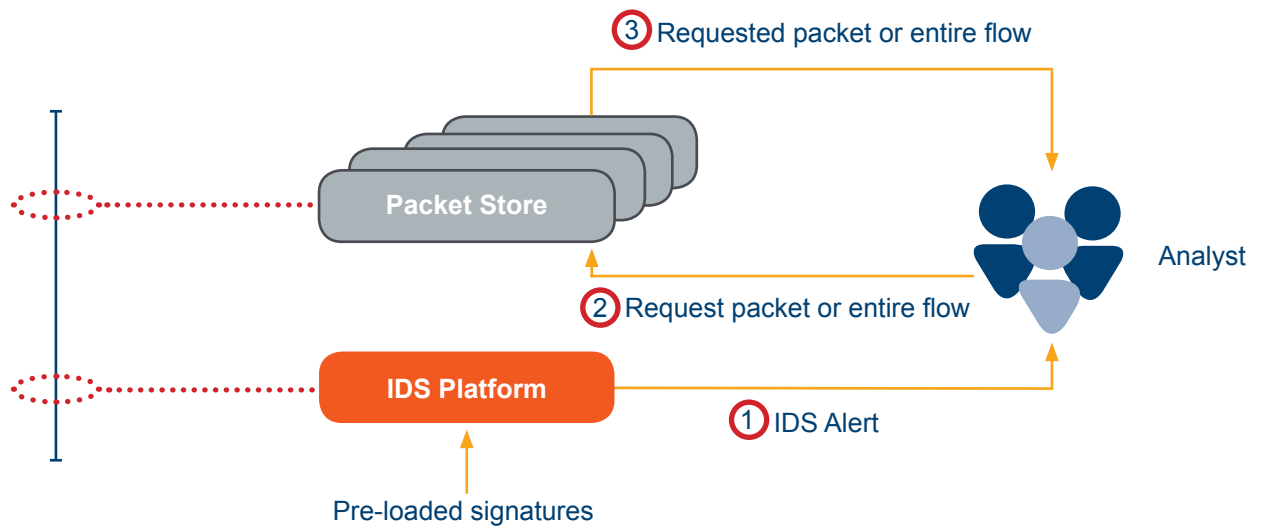 3 Requested packet or entire flow
Packet Store
Analyst
2 Request packet or entire flow
IDS Platform
1 IDS Alert
Pre-loaded signatures